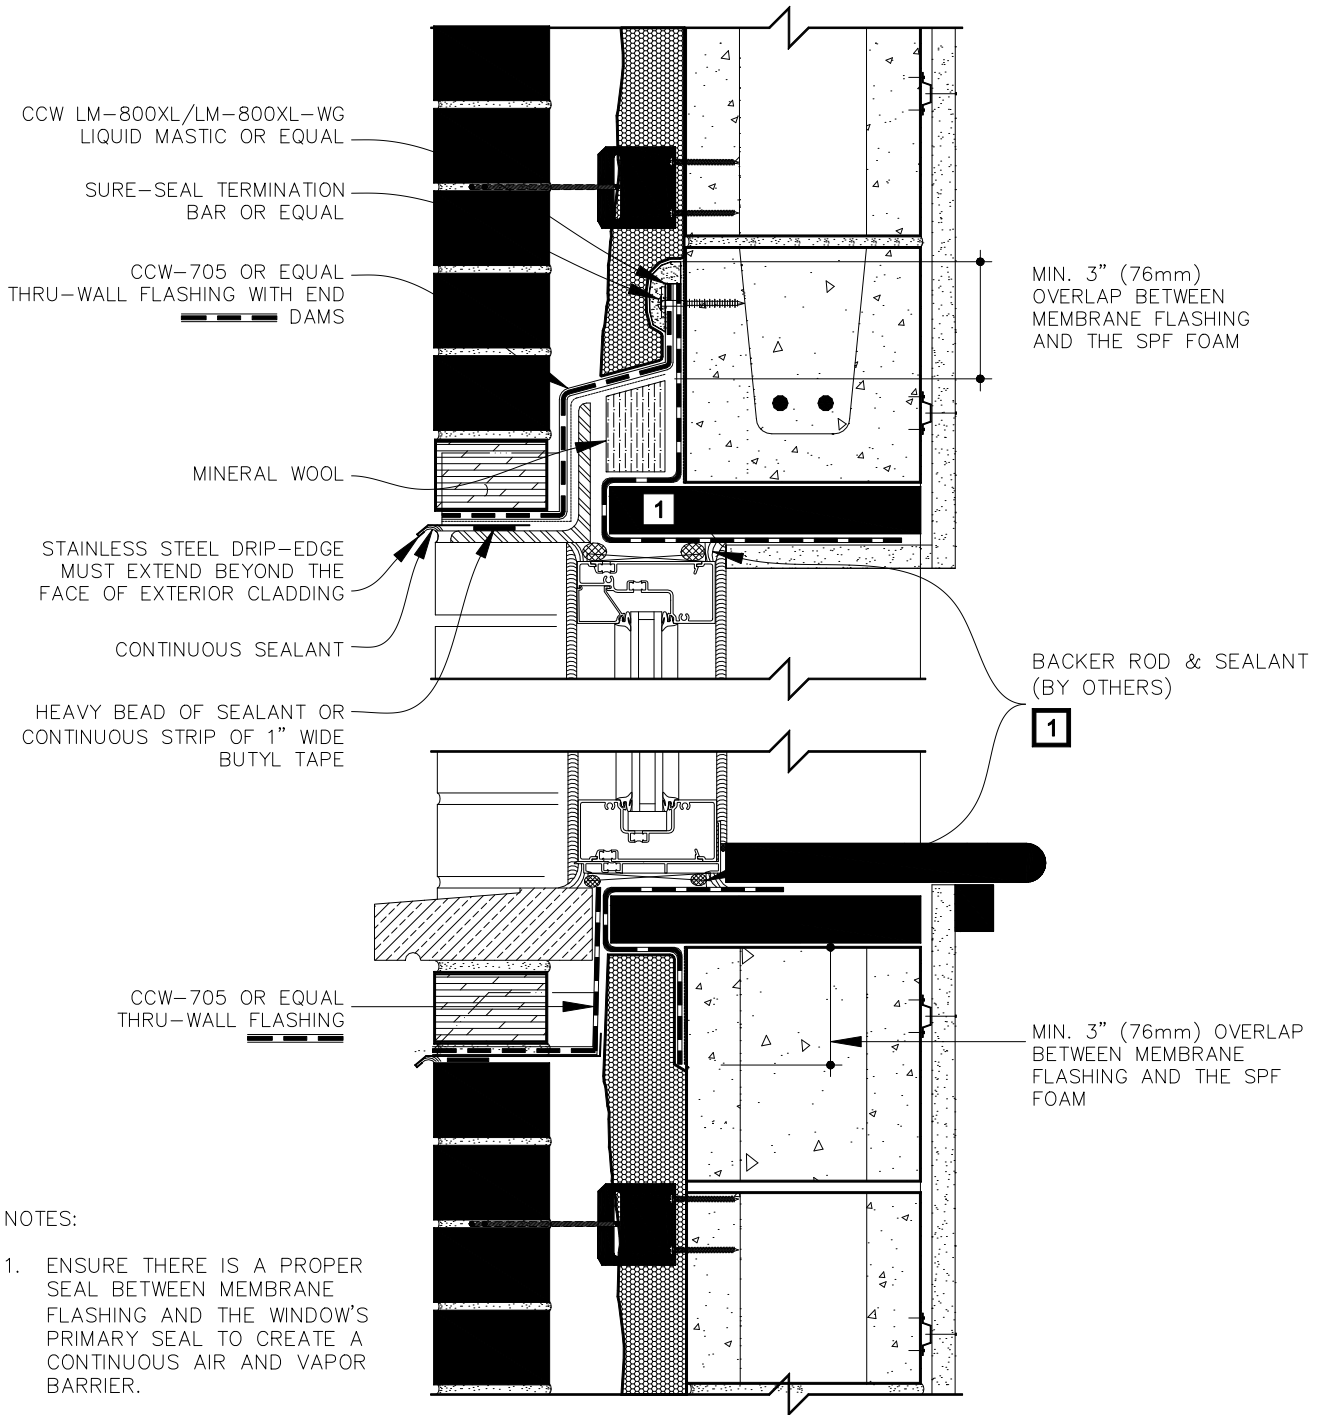 CCW LM-800XL/LM-800XL-WG
LIQUID MASTIC OR EQUAL
SURE-SEAL TERMINATION
BAR OR EQUAL
CCW-705 OR EQUAL
THRU-WALL FLASHING WITH END
DAMS
MINERAL WOOL
STAINLESS STEEL DRIP-EDGE
MUST EXTEND BEYOND THE
FACE OF EXTERIOR CLADDING
CONTINUOUS SEALANT
HEAVY BEAD OF SEALANT OR
CONTINUOUS STRIP OF 1" WIDE
BUTYL TAPE
MIN. 3" (76mm)
OVERLAP BETWEEN
MEMBRANE FLASHING
AND THE SPF FOAM
1
BACKER ROD & SEALANT
(BY OTHERS)
1
CCW-705 OR EQUAL
THRU-WALL FLASHING
MIN. 3" (76mm) OVERLAP
BETWEEN MEMBRANE
FLASHING AND THE SPF
FOAM
NOTES:
1. ENSURE THERE IS A PROPER
SEAL BETWEEN MEMBRANE
FLASHING AND THE WINDOW'S
PRIMARY SEAL TO CREATE A
CONTINUOUS AIR AND VAPOR
BARRIER.